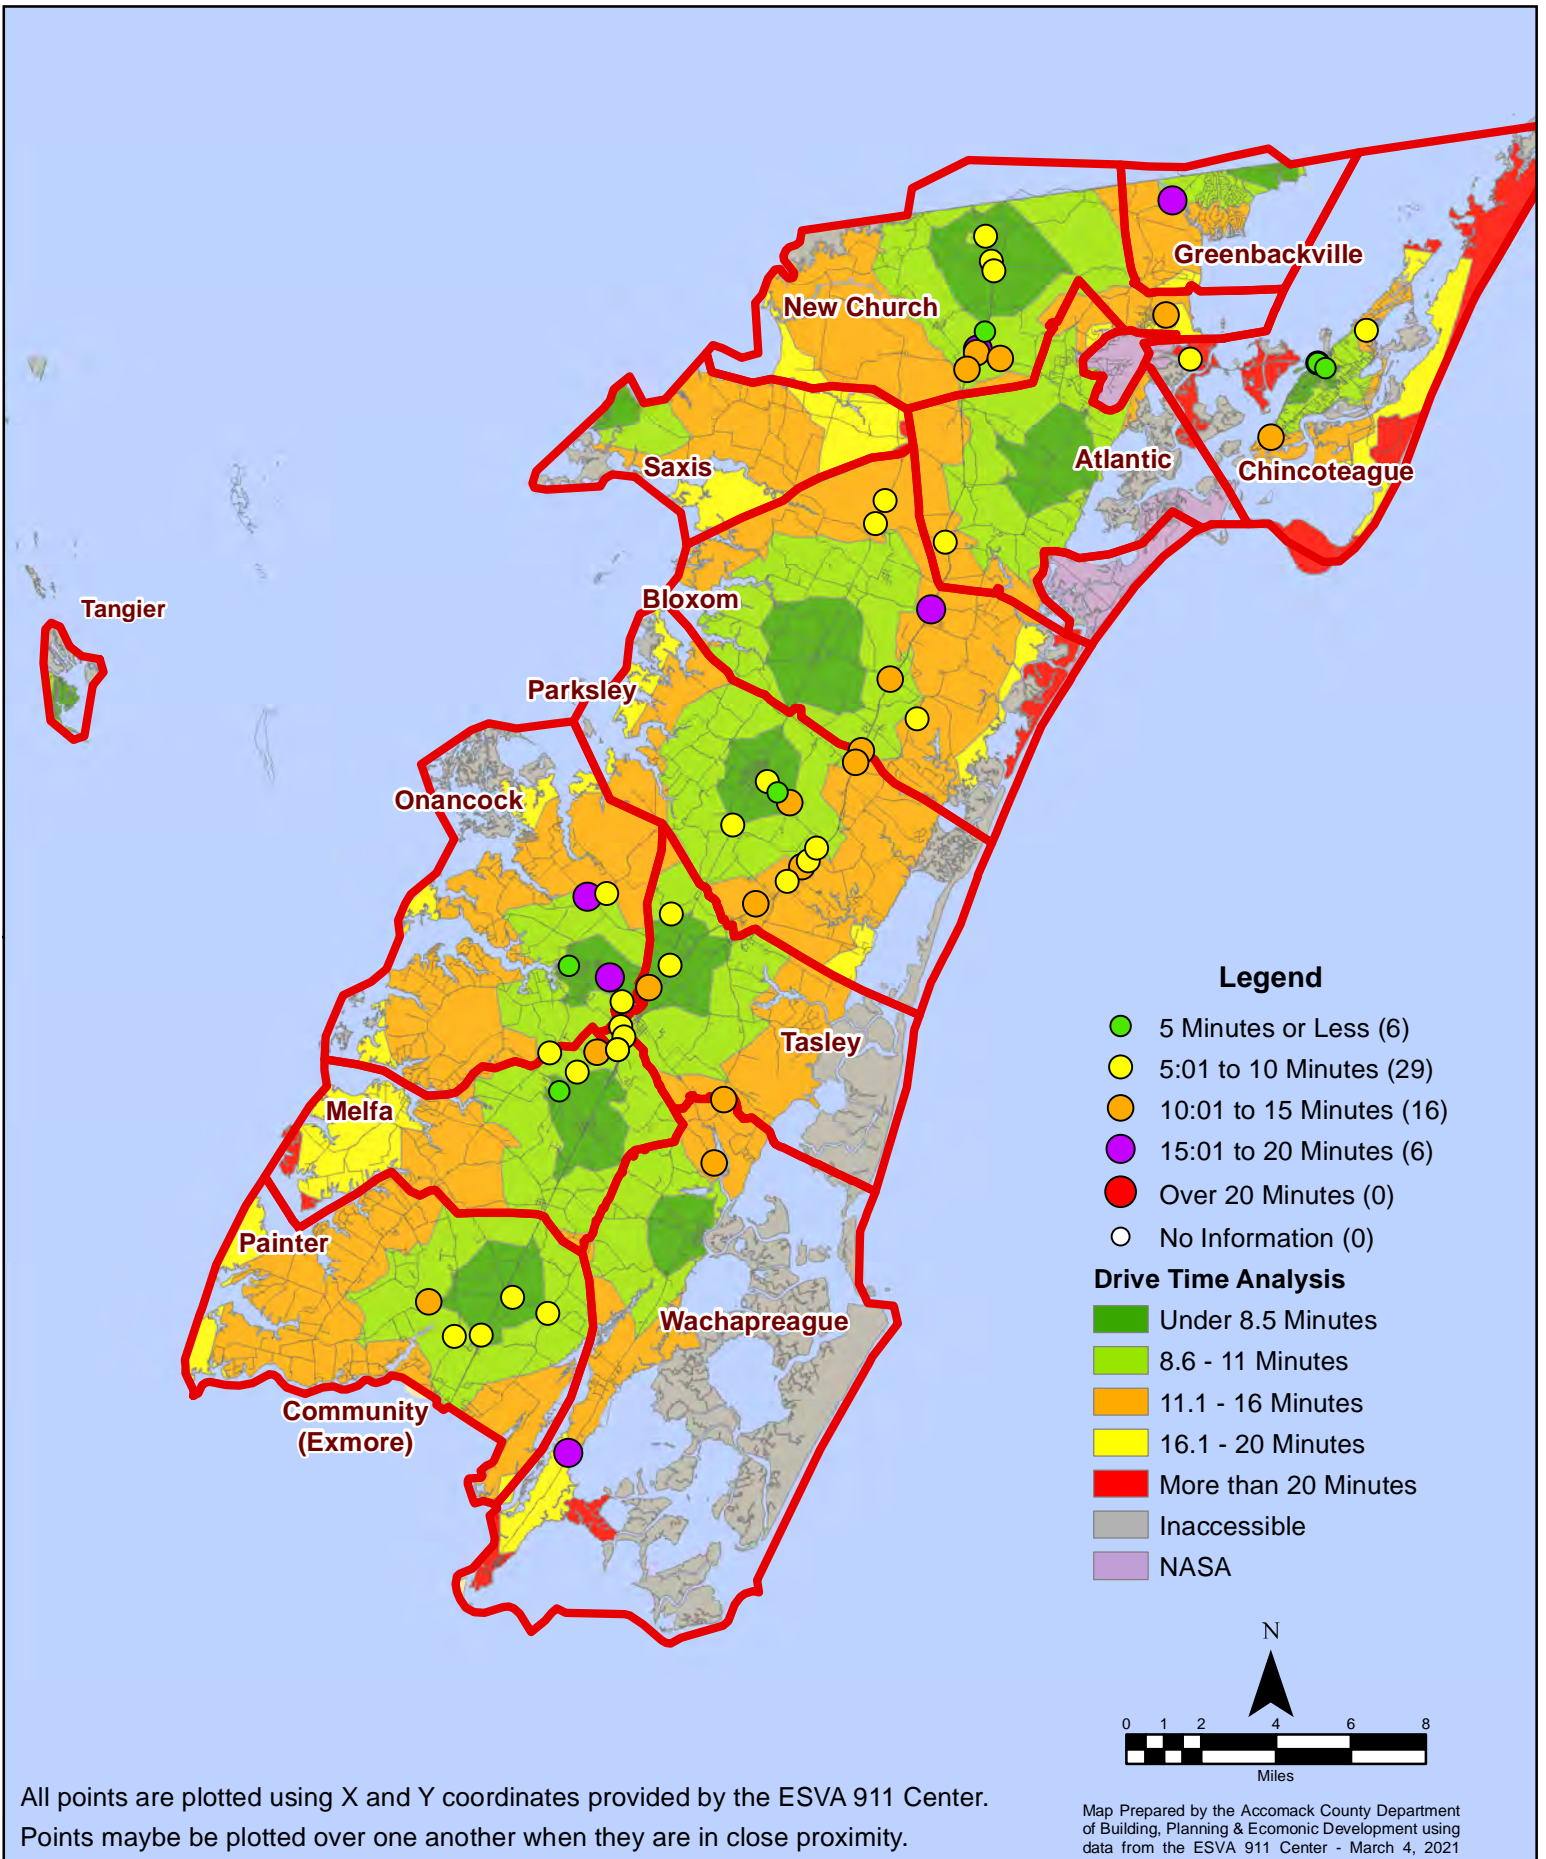 Greenbackville
New Church
Atlantic
Chincoteague
Saxis
Bloxom
Tangier
Parksley
Onancock
Tasley
Melfa
Painter
Wachapreague
Community
(Exmore)
Legend
5 Minutes or Less (6)
5:01 to 10 Minutes (29)
10:01 to 15 Minutes (16)
15:01 to 20 Minutes (6)
Over 20 Minutes (0)
No Information (0)
Drive Time Analysis
Under 8.5 Minutes
8.6 - 11 Minutes
11.1 - 16 Minutes
16.1 - 20 Minutes
More than 20 Minutes
Inaccessible
NASA
N
0 1 2 4 6 8
Miles
All points are plotted using X and Y coordinates provided by the ESVA 911 Center.
Points maybe be plotted over one another when they are in close proximity.
Map Prepared by the Accomack County Department
of Building, Planning & Ecomonic Development using
data from the ESVA 911 Center - March 4, 2021